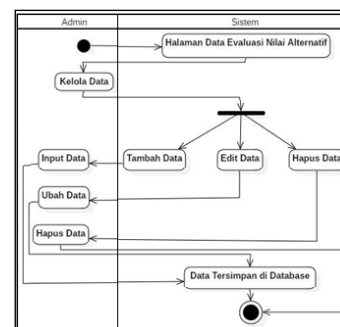 Admin
Sistem
Halaman Data Evaluasi Nilai Alternatif
Kelola Data
Input Data
Tambah Data
Edit Data
Hapus Data
Ubah Data
Hapus Data
Data Tersimpan di Database